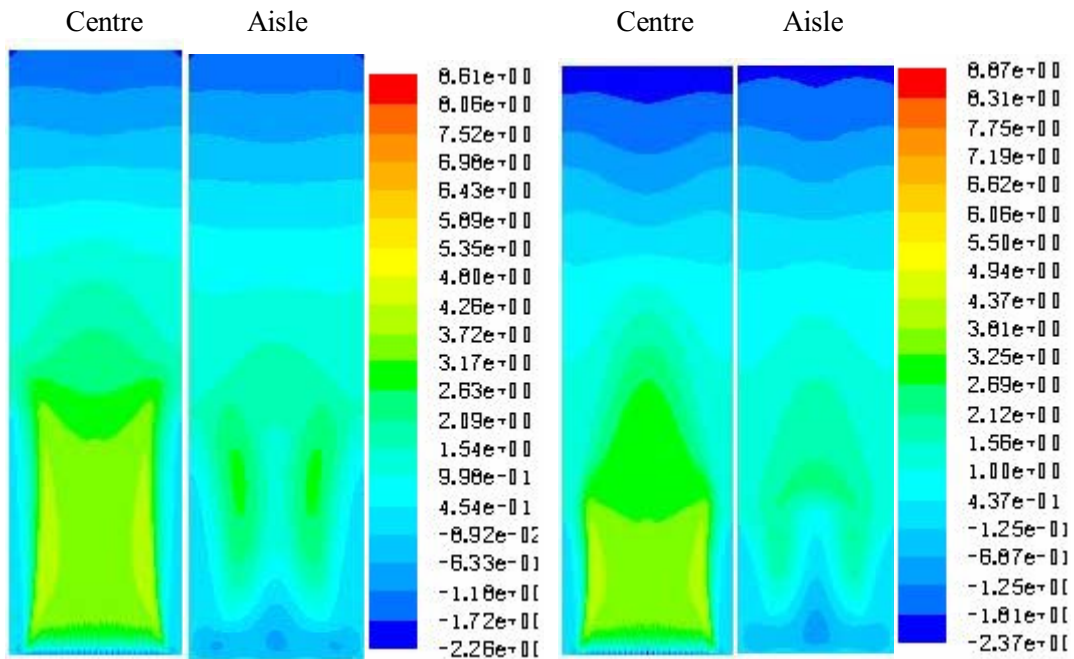 Centre Aisle
8.61e+00
8.06e+00
7.52e+00
6.98e+00
6.43e+00
5.89e+00
5.35e+00
4.80e+00
4.26e+00
3.72e+00
3.17e+00
2.63e+00
2.09e+00
1.54e+00
9.98e-01
4.54e-01
-8.92e-02
-6.33e-01
-1.18e+00
-1.72e+00
-2.26e+00
Centre Aisle
8.87e+00
8.31e+00
7.75e+00
7.19e+00
6.62e+00
6.06e+00
5.50e+00
4.94e+00
4.37e+00
3.81e+00
3.25e+00
2.69e+00
2.12e+00
1.56e+00
1.00e+00
4.37e-01
-1.25e-01
-6.87e-01
-1.25e+00
-1.81e+00
-2.37e+00